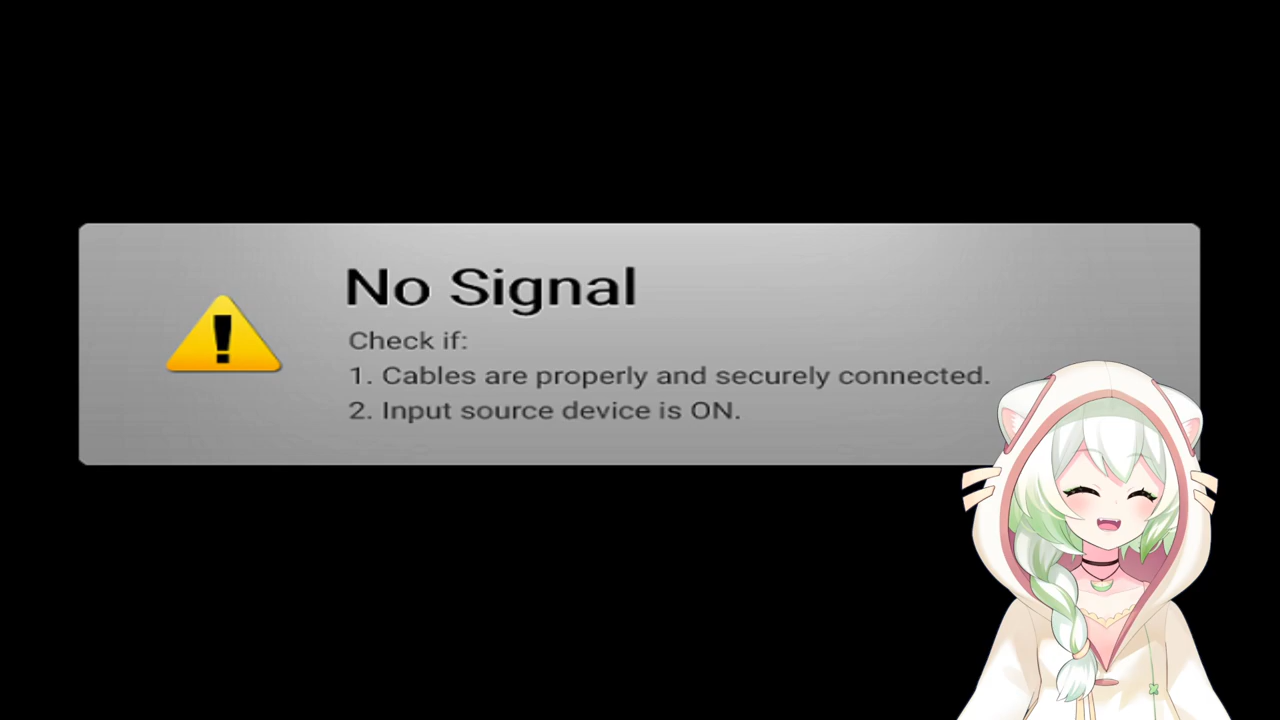 No Signal
Check if:
1. Cables are properly and securely connected.
2. Input source device is ON.